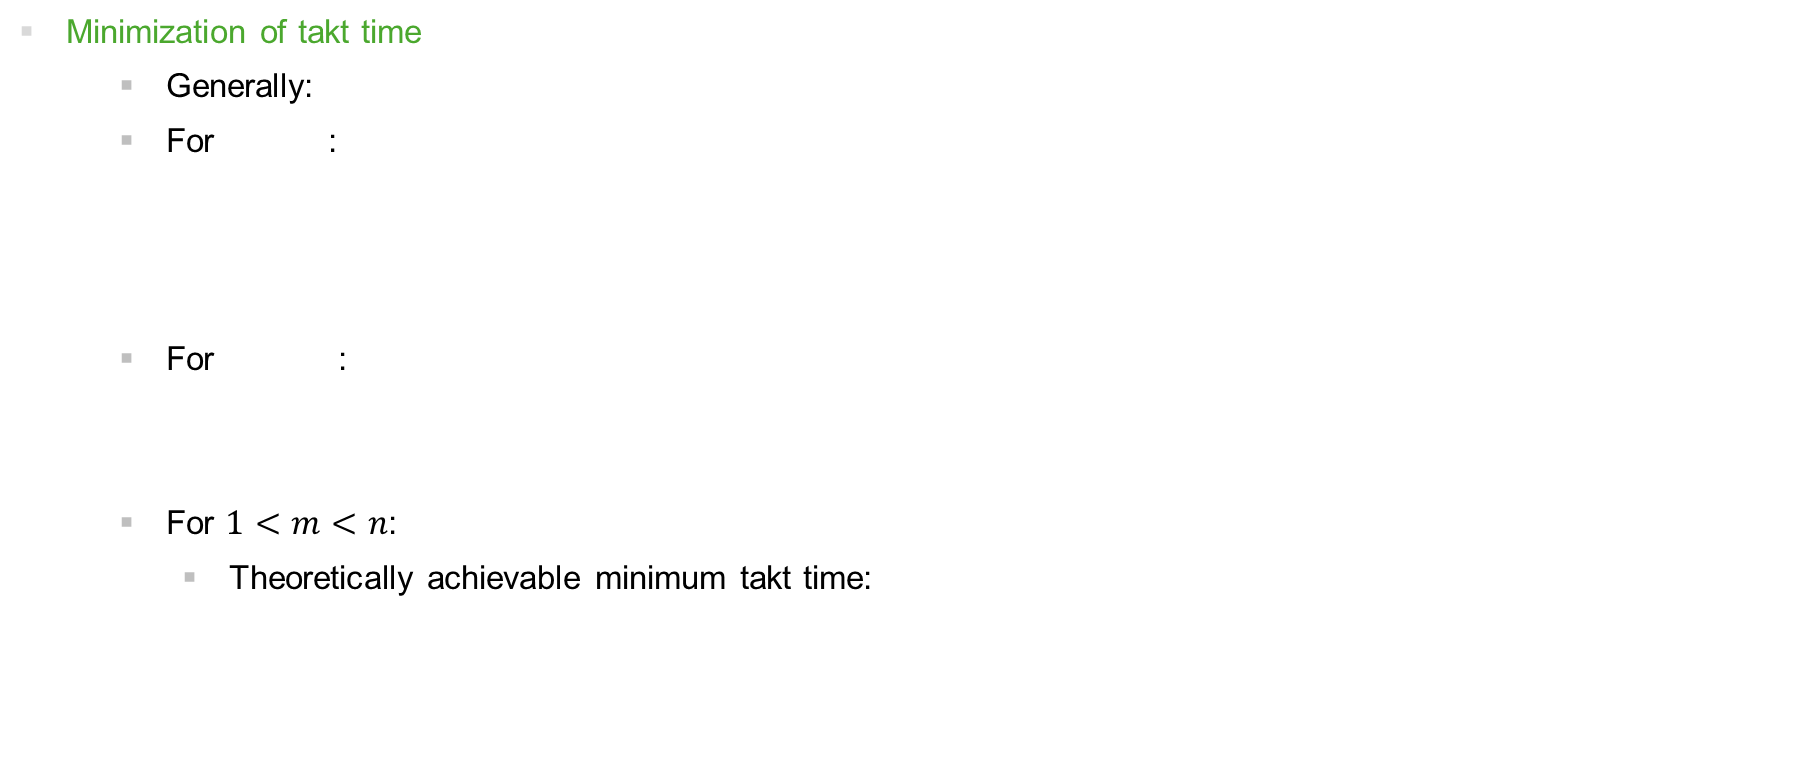 Minimization of takt time
Generally:
For :
For :
For 1 < m < n:
Theoretically achievable minimum takt time: